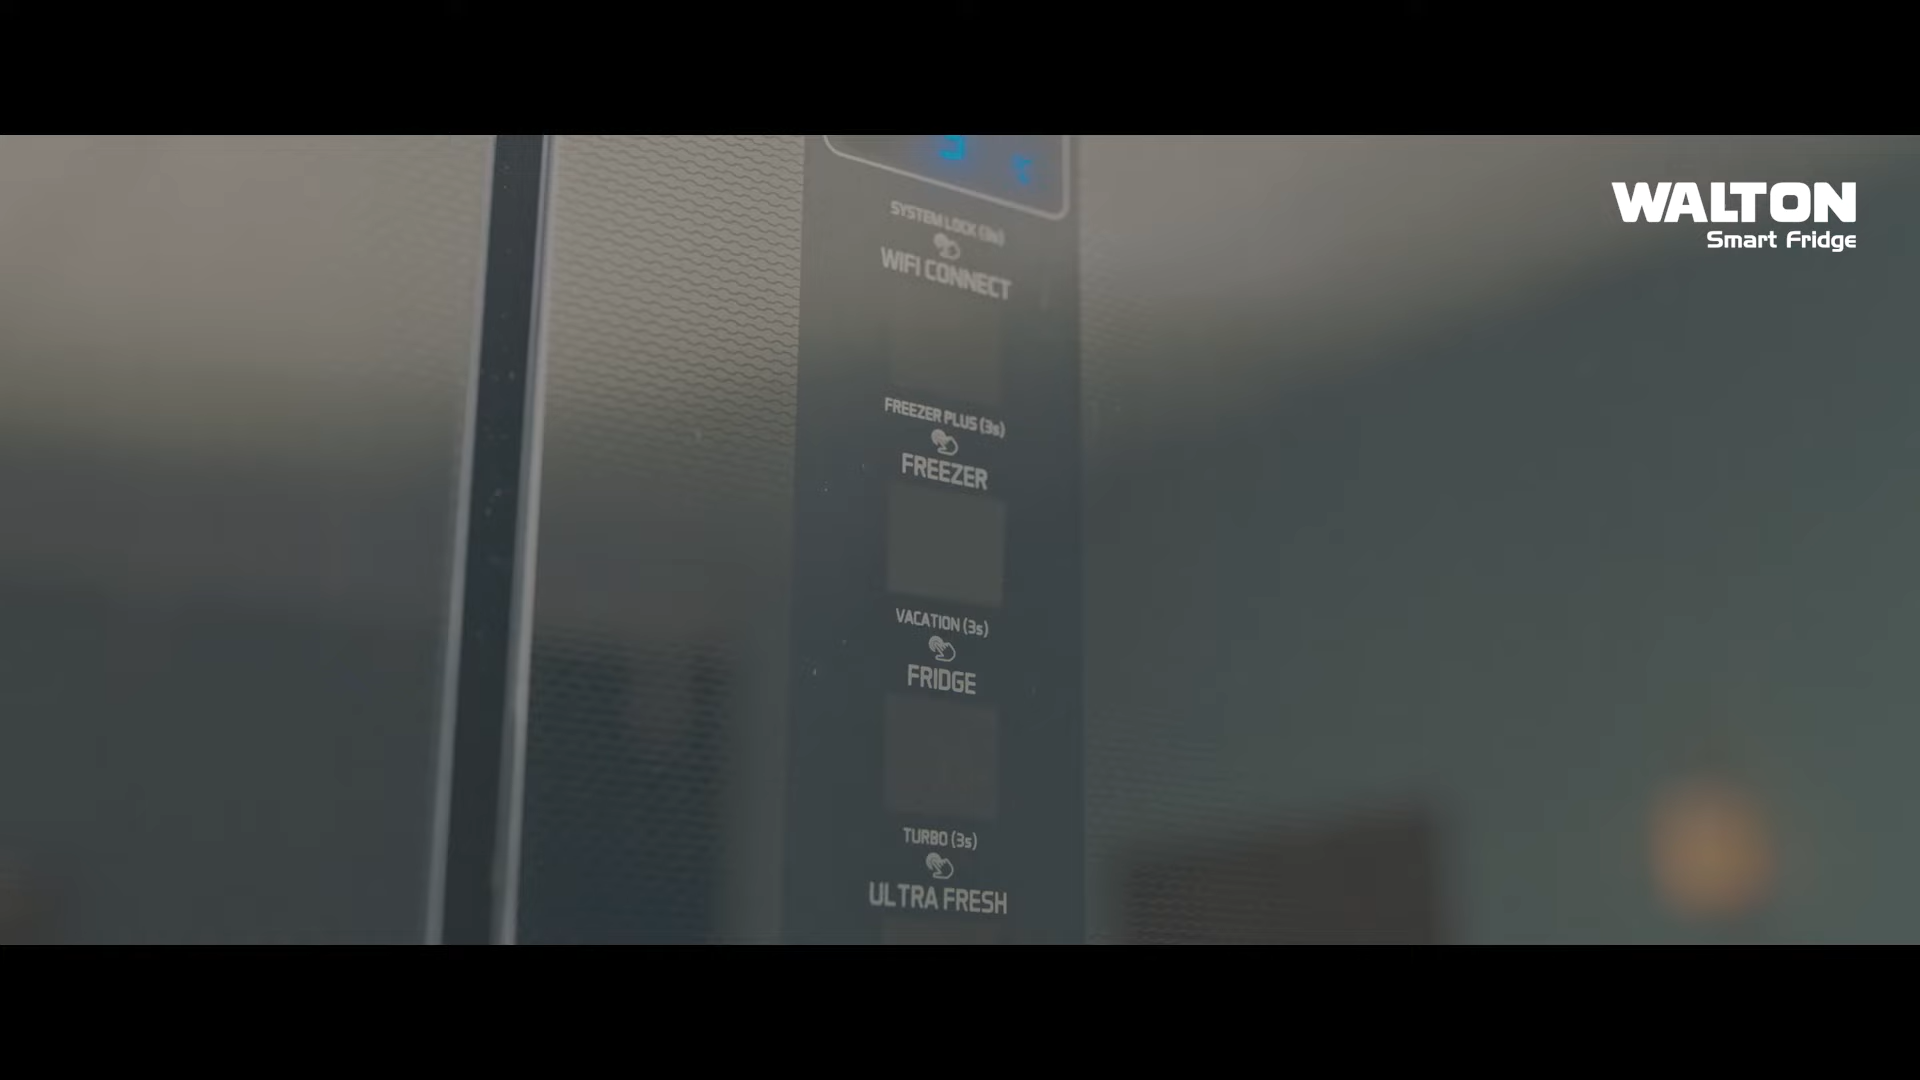 WALTON
Smart Fridge
SYSTEM LOCK (3s)
WIFI CONNECT
FREEZER PLUS (3s)
FREEZER
VACATION (3s)
FRIDGE
TURBO (3s)
ULTRA FRESH